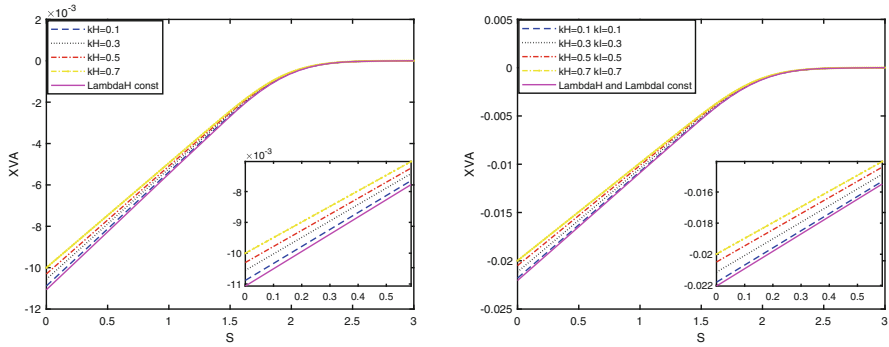 2 ×10⁻³
0
-2
-4
-6
-8
-10
-12
XVA
0 0.5 1 1.5 2 2.5 3
S
kH=0.1
kH=0.3
kH=0.5
kH=0.7
LambdaH const
×10⁻³
-8
-9
-10
-11
0 0.1 0.2 0.3 0.4 0.5
0.005
0
-0.005
-0.01
-0.015
-0.02
-0.025
XVA
0 0.5 1 1.5 2 2.5 3
S
kH=0.1 kI=0.1
kH=0.3 kI=0.3
kH=0.5 kI=0.5
kH=0.7 kI=0.7
LambdaH and LambdaI const
-0.016
-0.018
-0.02
-0.022
0 0.1 0.2 0.3 0.4 0.5